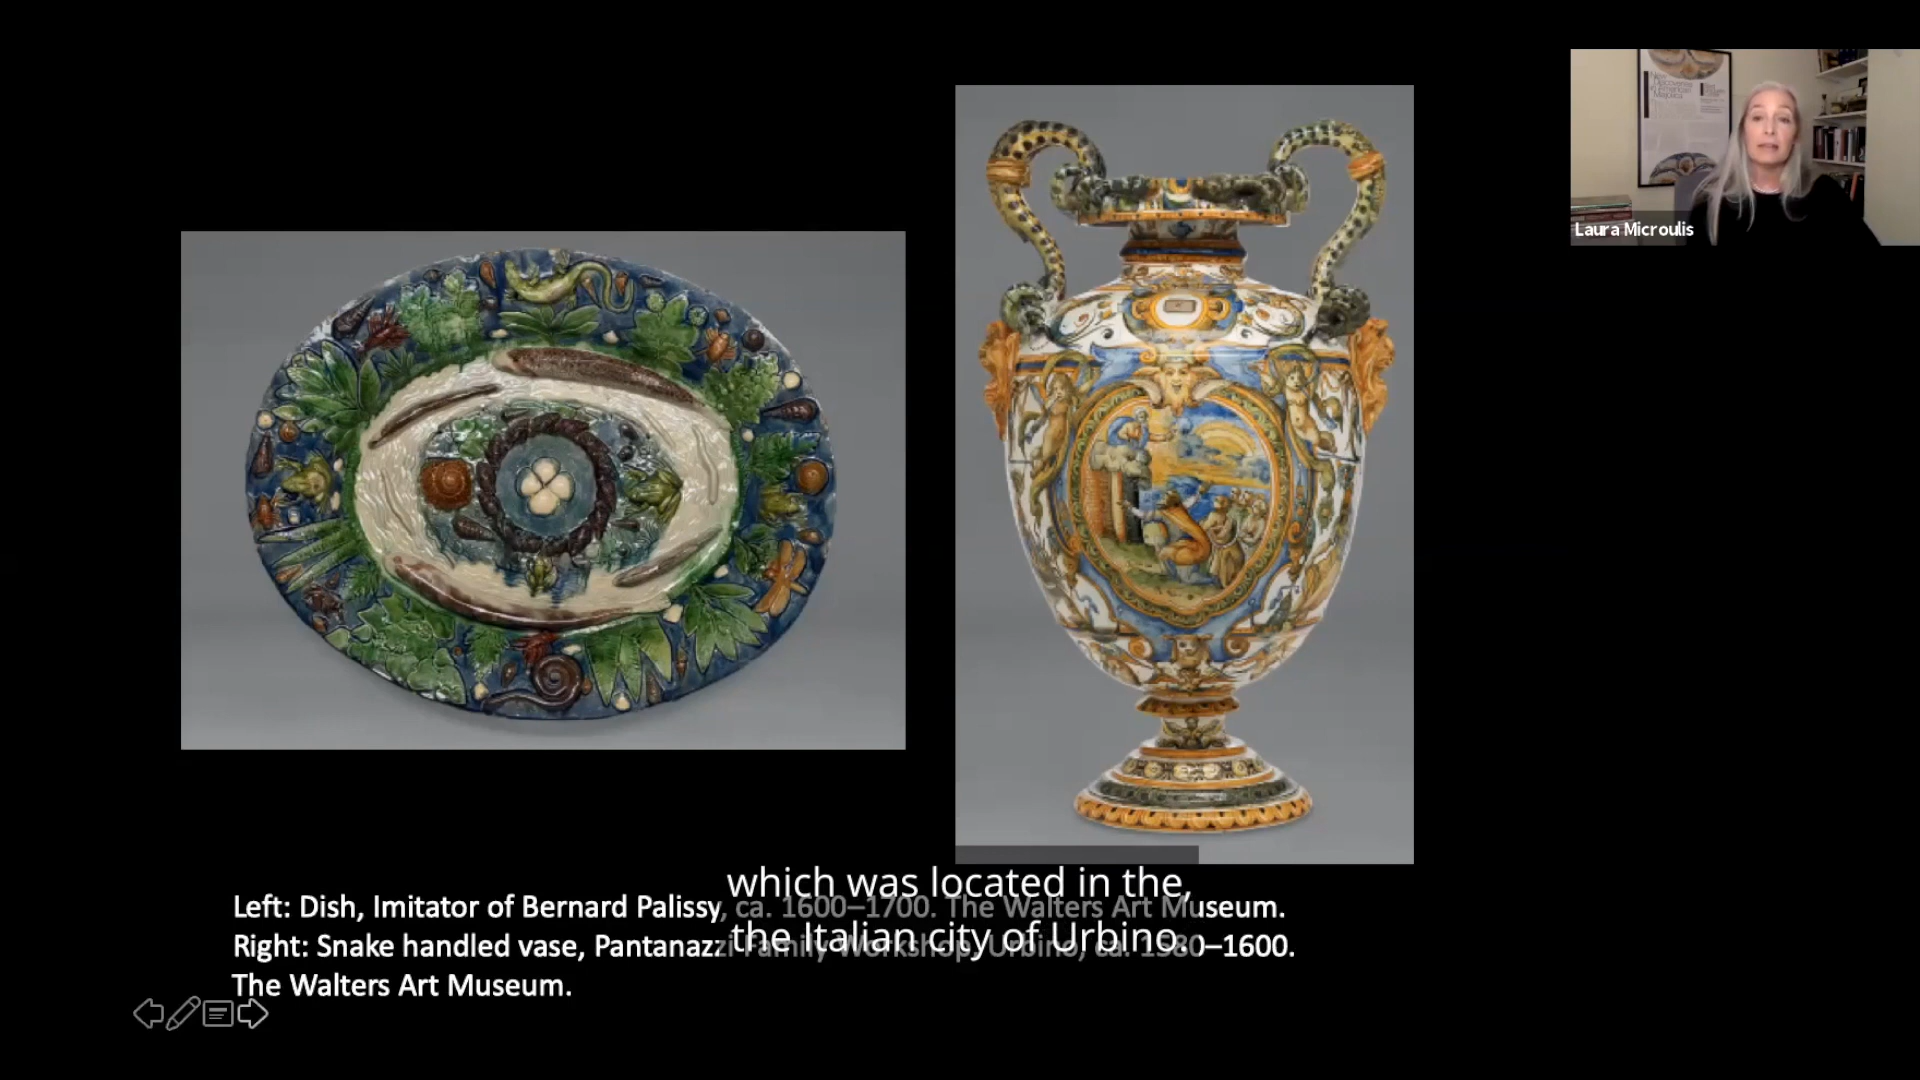 Laura Microulis
which was located in the,
the Italian city of Urbino.
Left: Dish, Imitator of Bernard Palissy, ca. 1600–1700. The Walters Art Museum.
Right: Snake handled vase, Pantanazzi Family Workshop, Urbino, ca. 1580–1600.
The Walters Art Museum.